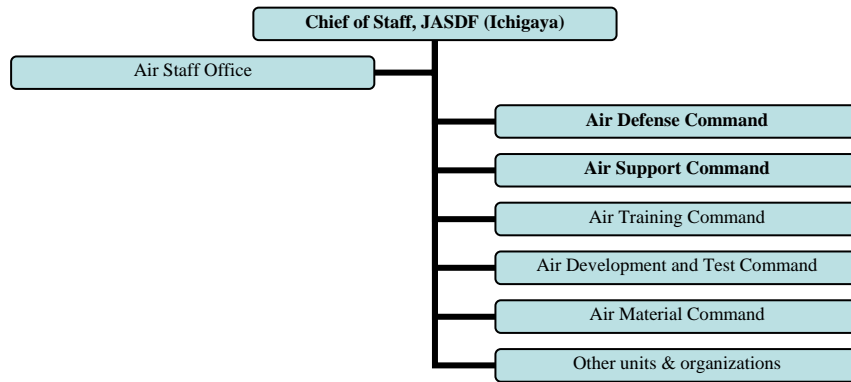 Chief of Staff, JASDF (Ichigaya)
Air Staff Office
Air Defense Command
Air Support Command
Air Training Command
Air Development and Test Command
Air Material Command
Other units & organizations